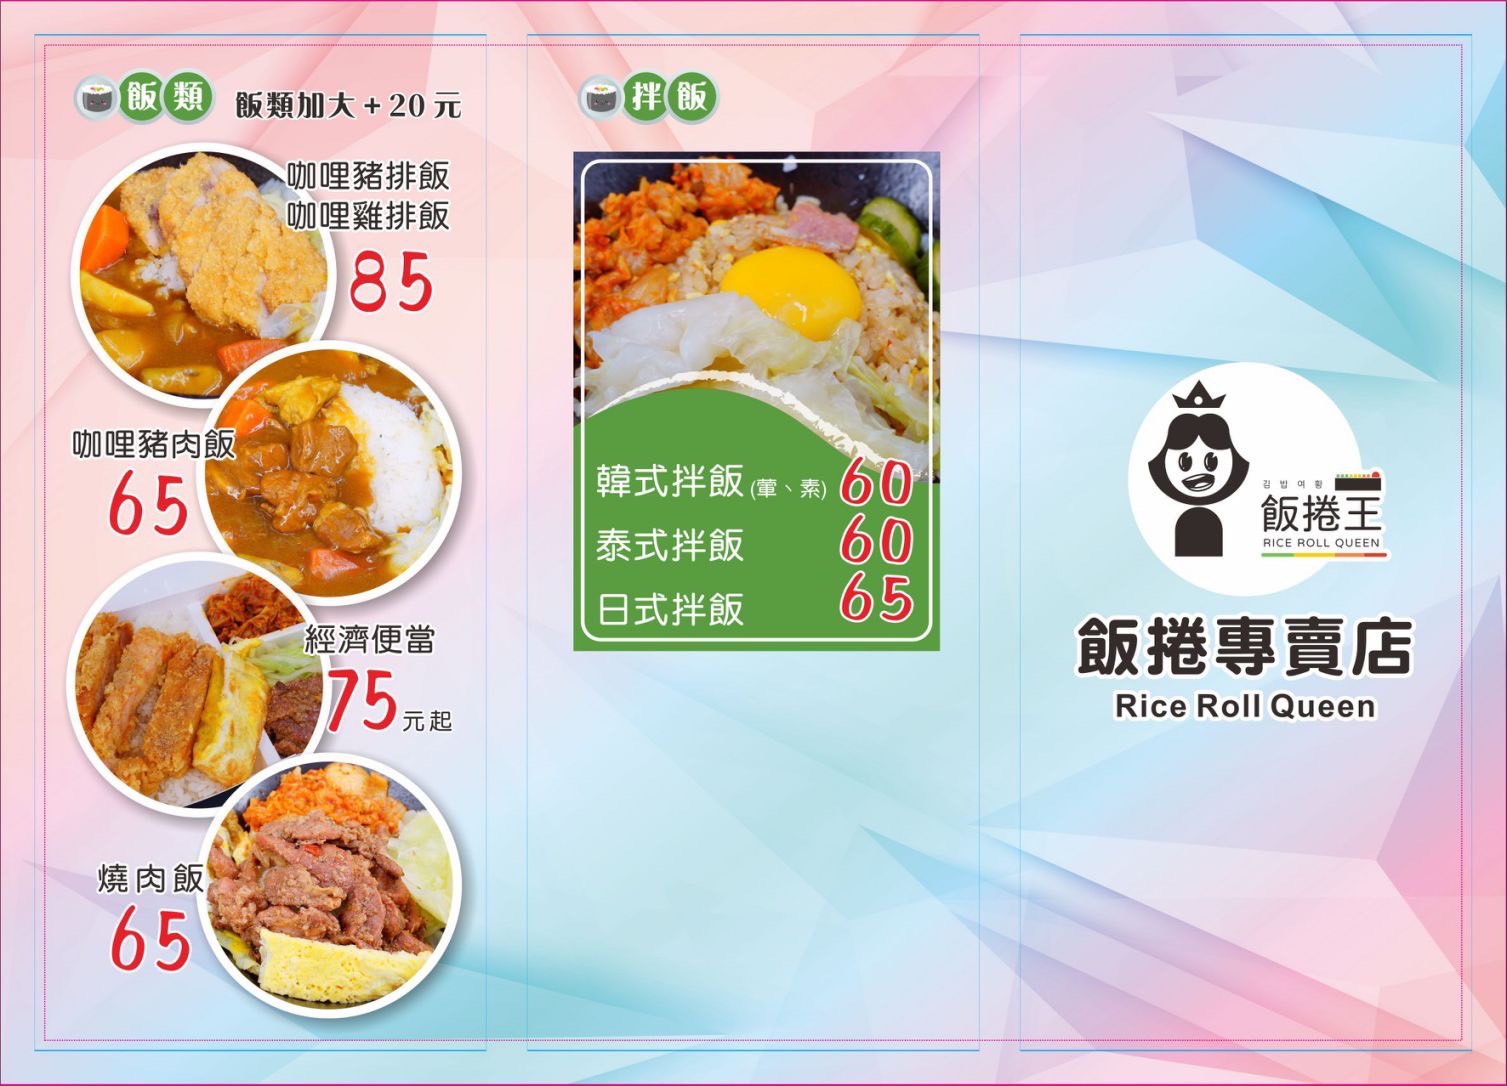 飯類
飯類加大+20元
咖哩豬排飯
咖哩雞排飯
85
咖哩豬肉飯
65
經濟便當
75元起
燒肉飯
65
拌飯
韓式拌飯(葷、素) 60
泰式拌飯 60
日式拌飯 65
김밥여황
飯捲王
RICE ROLL QUEEN
飯捲專賣店
Rice Roll Queen